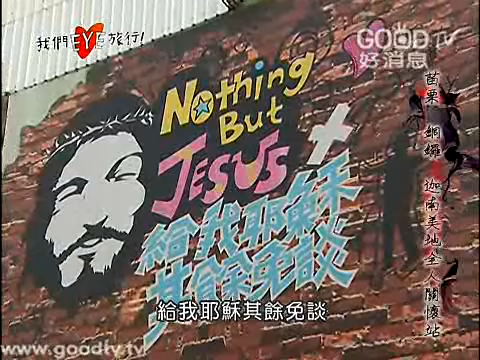 我們EYE旅行!
GOODTV
好消息
Nothing
But
JESUS
給我耶穌
其餘免談
苗栗 銅鑼 迦南美地全人關懷站
給我耶穌其餘免談
www.goodtv.tv